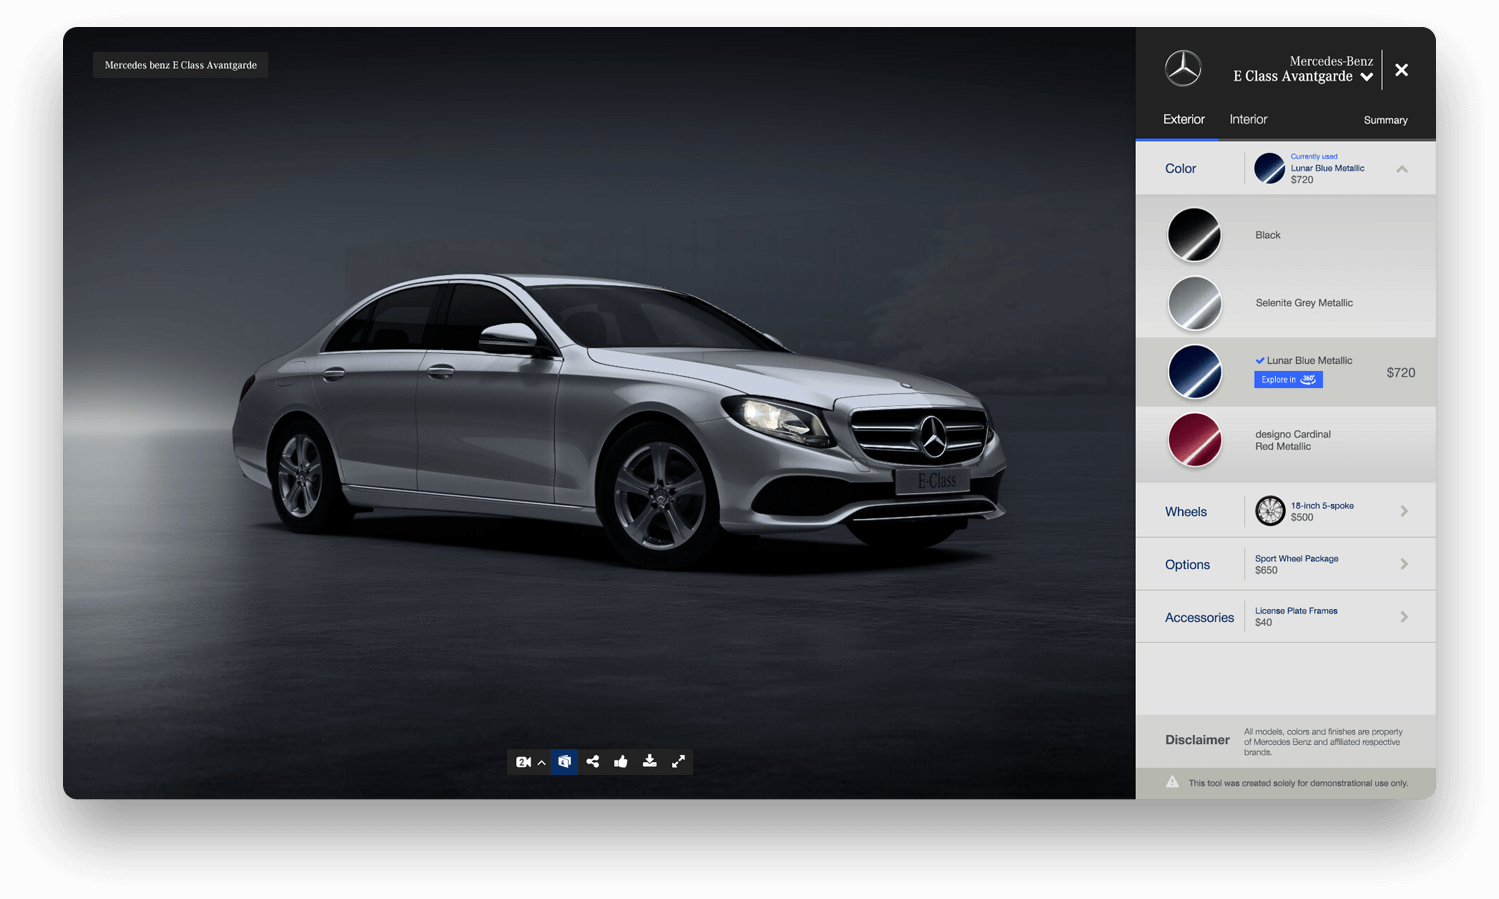 Mercedes benz E Class Avantgarde
Mercedes-Benz
E Class Avantgarde
Exterior
Interior
Summary
Color
Currently used
Lunar Blue Metallic
$720
Black
Selenite Grey Metallic
Lunar Blue Metallic
Explore in 360°
$720
designo Cardinal
Red Metallic
E-Class
Wheels
18-inch 5-spoke
$500
Options
Sport Wheel Package
$650
Accessories
License Plate Frames
$40
2
Disclaimer
All models, colors and finishes are property
of Mercedes Benz and affiliated respective
brands.
This tool was created solely for demonstrational use only.